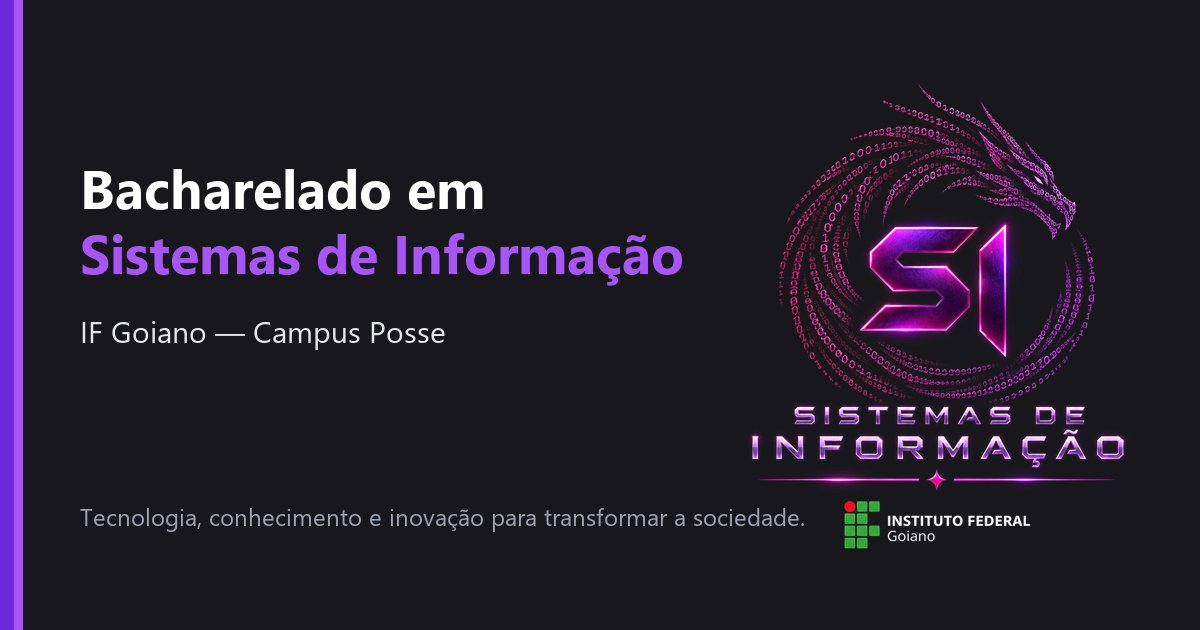 Bacharelado em
Sistemas de Informação
IF Goiano — Campus Posse
Tecnologia, conhecimento e inovação para transformar a sociedade.
SI
SISTEMAS DE
INFORMAÇÃO
INSTITUTO FEDERAL
Goiano